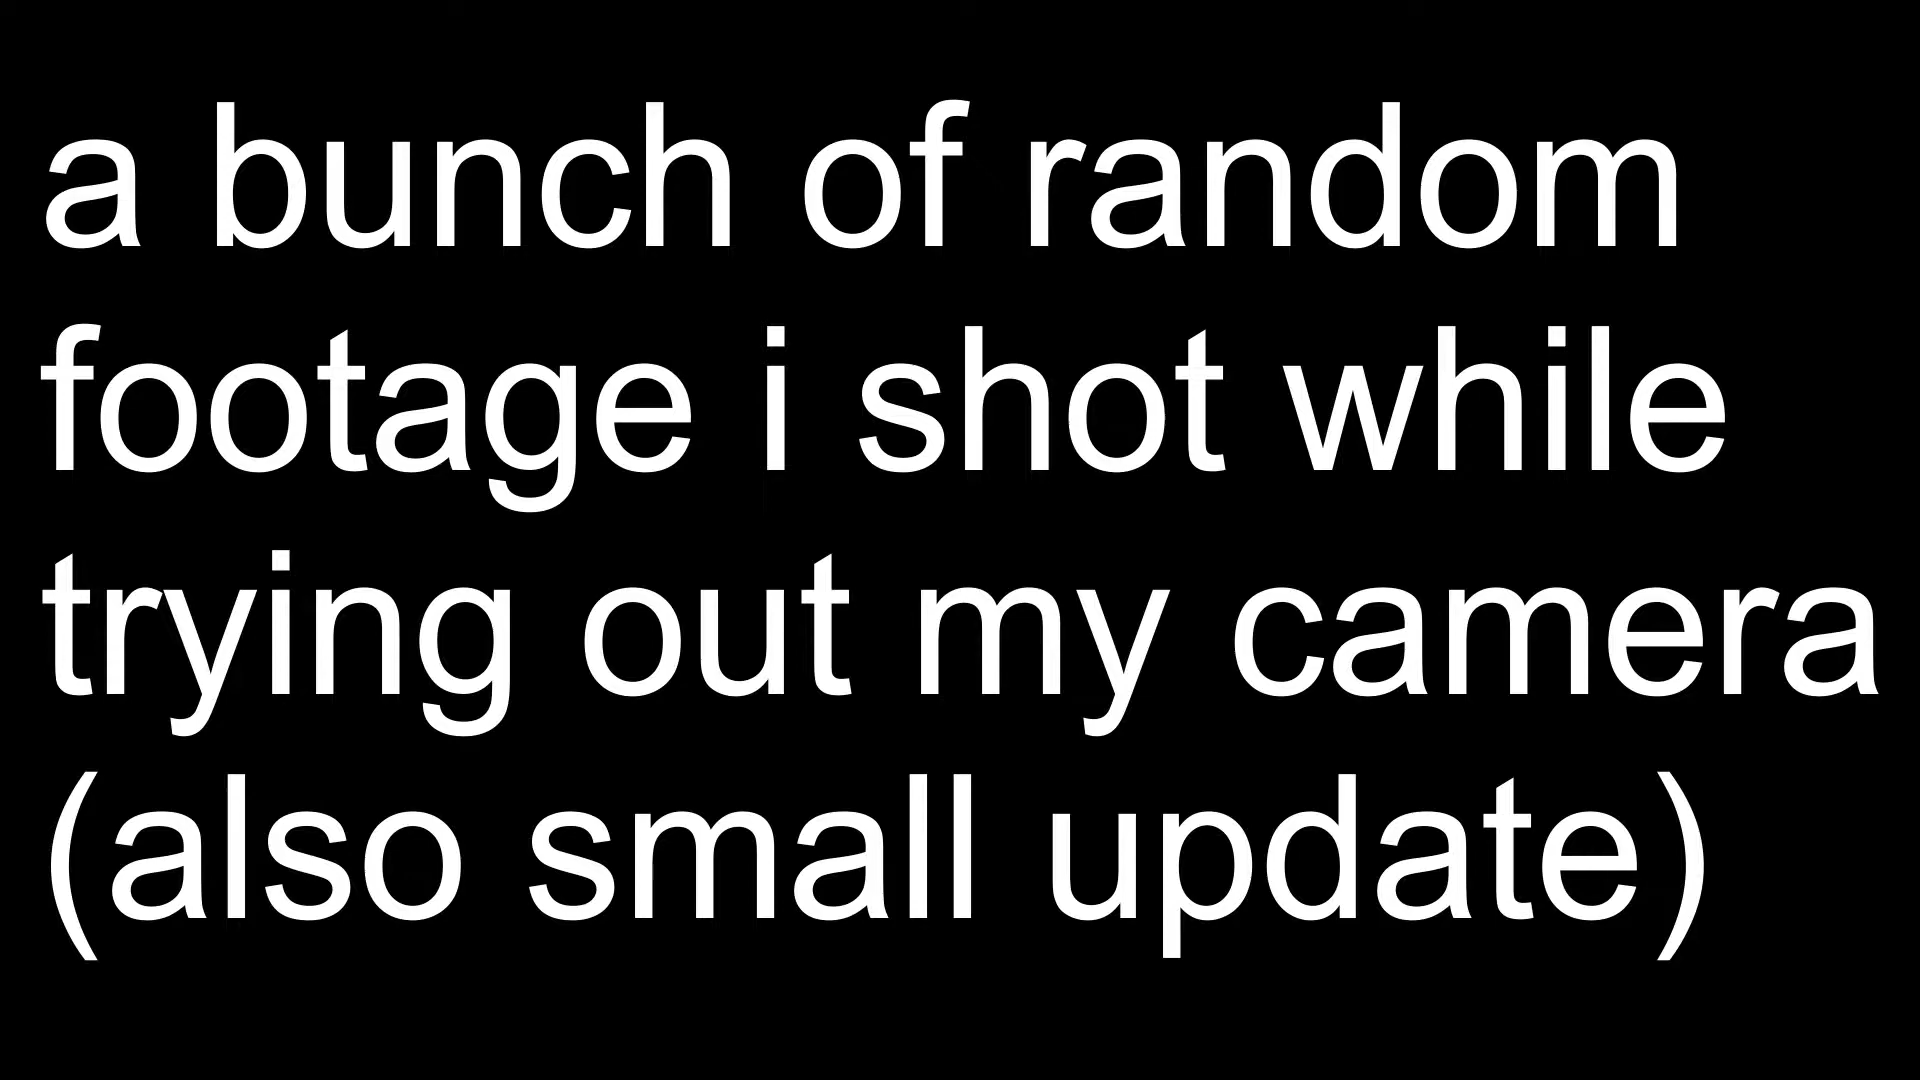 a bunch of random
footage i shot while
trying out my camera
(also small update)